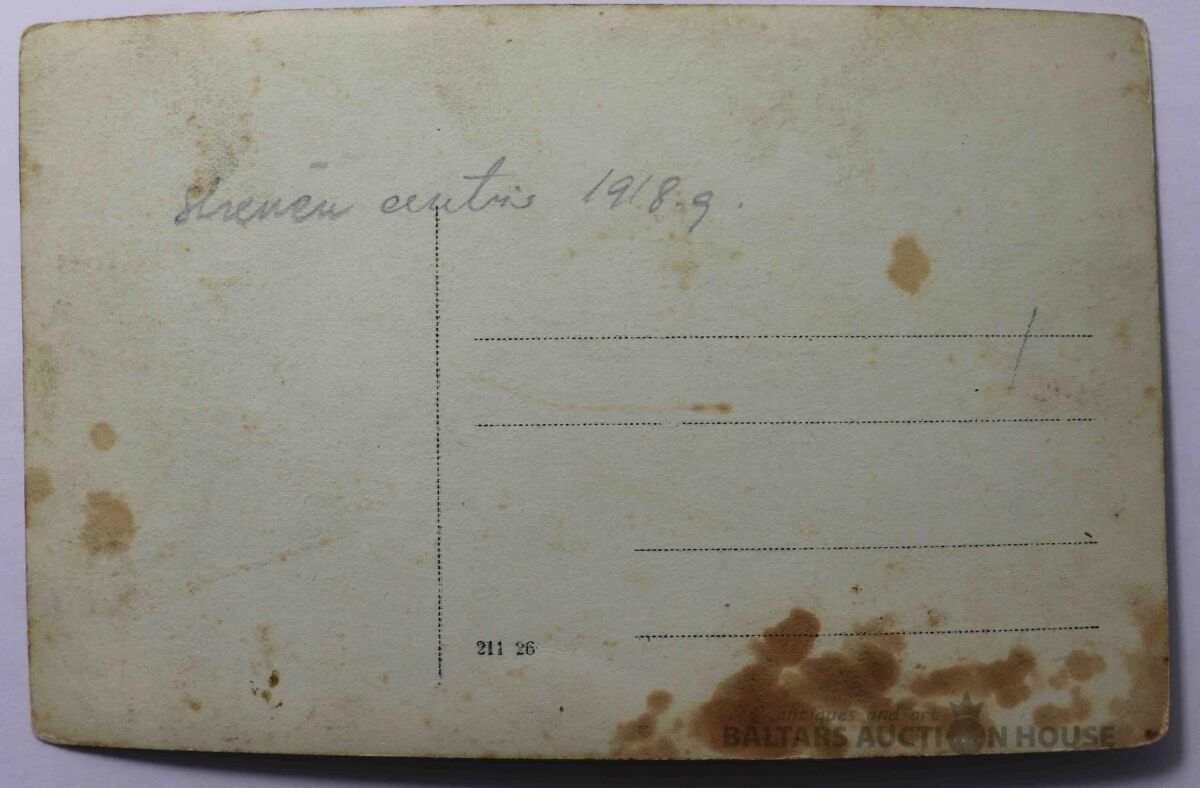 Strenču centrs 1918.g.
211 26
antiques and art
BALTARS AUCTION HOUSE